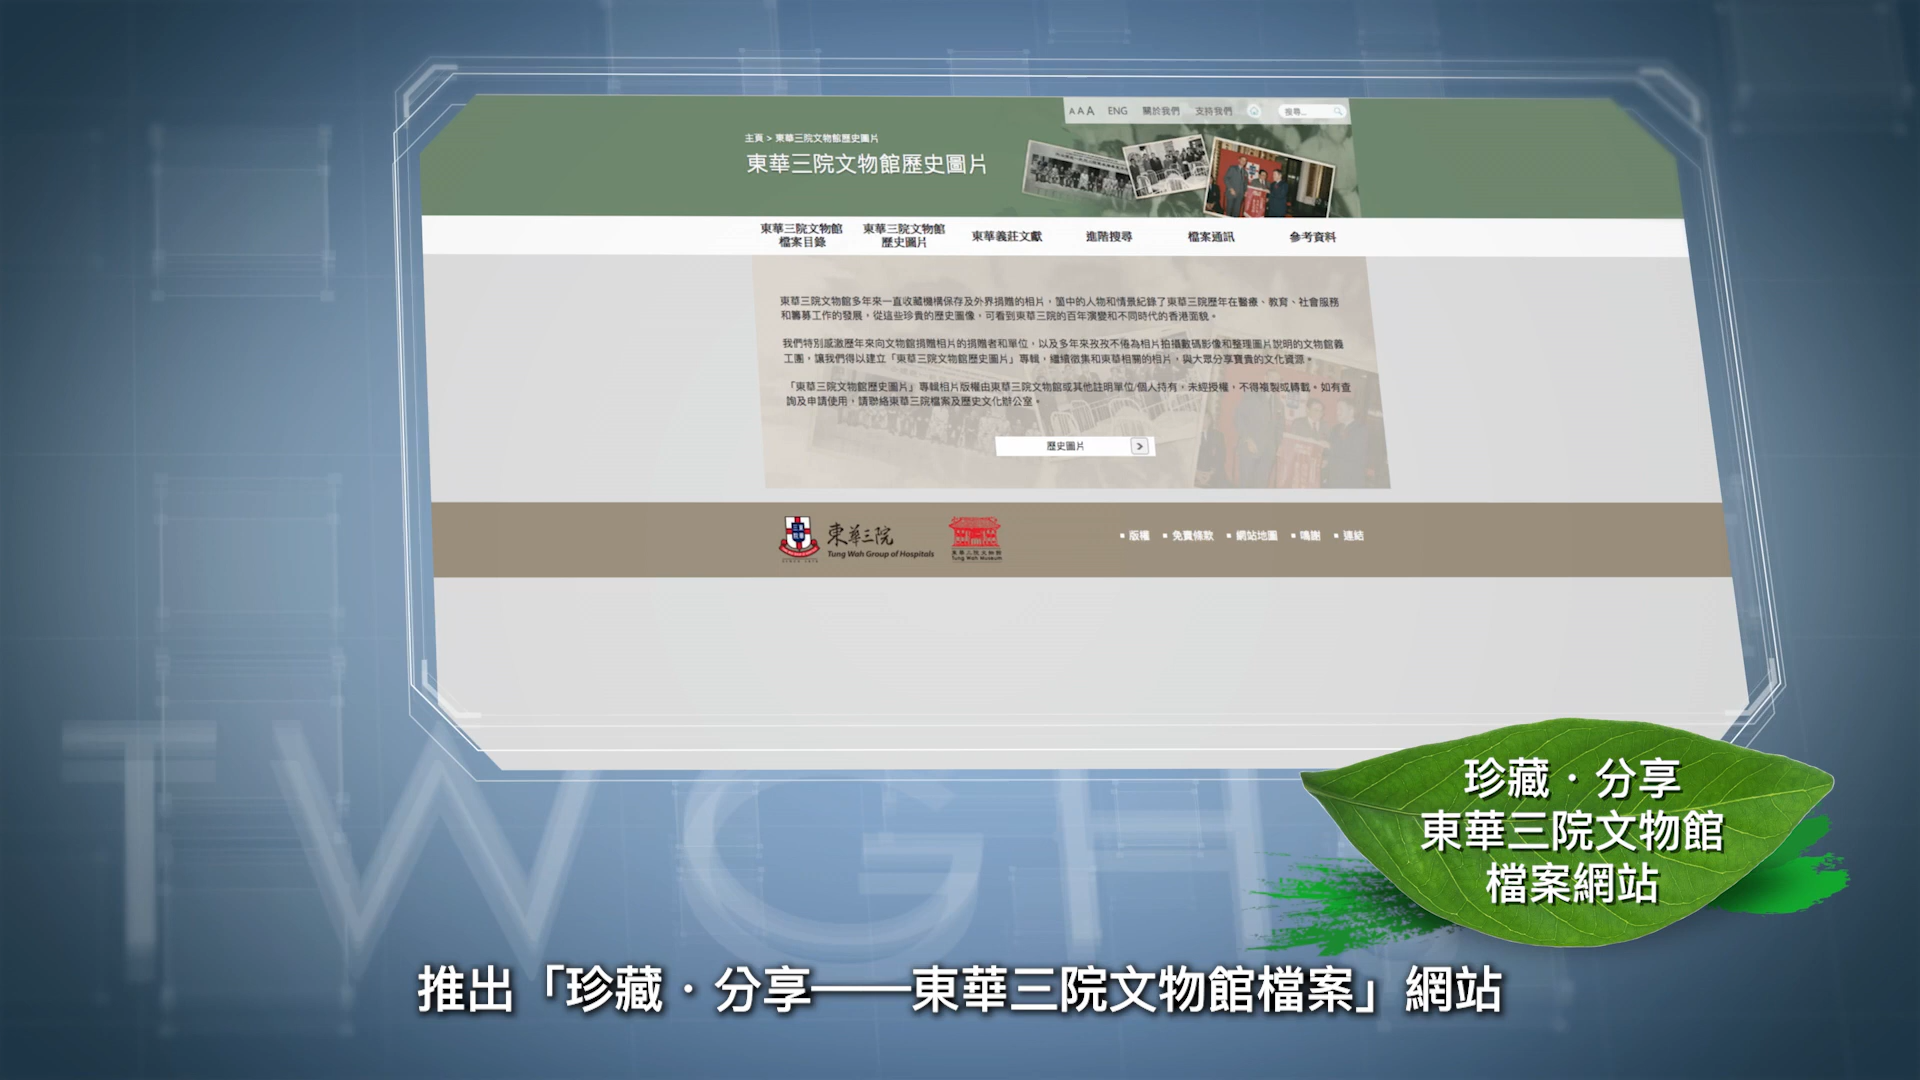 A A A ENG 關於我們 支持我們 搜尋...
主頁 > 東華三院文物館歷史圖片
東華三院文物館歷史圖片
東華三院文物館
檔案目錄
東華三院文物館
歷史圖片
東華義莊文獻
進階搜尋
檔案通訊
參考資料
東華三院文物館多年來一直收藏機構保存及外界捐贈的相片，箇中的人物和情景紀錄了東華三院歷年在醫療、教育、社會服務
和籌募工作的發展，從這些珍貴的歷史圖像，可看到東華三院的百年演變和不同時代的香港面貌。
我們特別感激歷年來向文物館捐贈相片的捐贈者和單位，以及多年來孜孜不倦為相片拍攝數碼影像和整理圖片說明的文物館義
工團，讓我們得以建立「東華三院文物館歷史圖片」專輯，繼續徵集和東華相關的相片，與大眾分享寶貴的文化資源。
「東華三院文物館歷史圖片」專輯相片版權由東華三院文物館或其他註明單位/個人持有，未經授權，不得複製或轉載。如有查
詢及申請使用，請聯絡東華三院檔案及歷史文化辦公室。
歷史圖片 >
東華三院
Tung Wah Group of Hospitals
東華三院文物館
Tung Wah Museum
▪ 版權 ▪ 免責條款 ▪ 網站地圖 ▪ 鳴謝 ▪ 連結
TWGH
珍藏・分享
東華三院文物館
檔案網站
推出「珍藏・分享——東華三院文物館檔案」網站